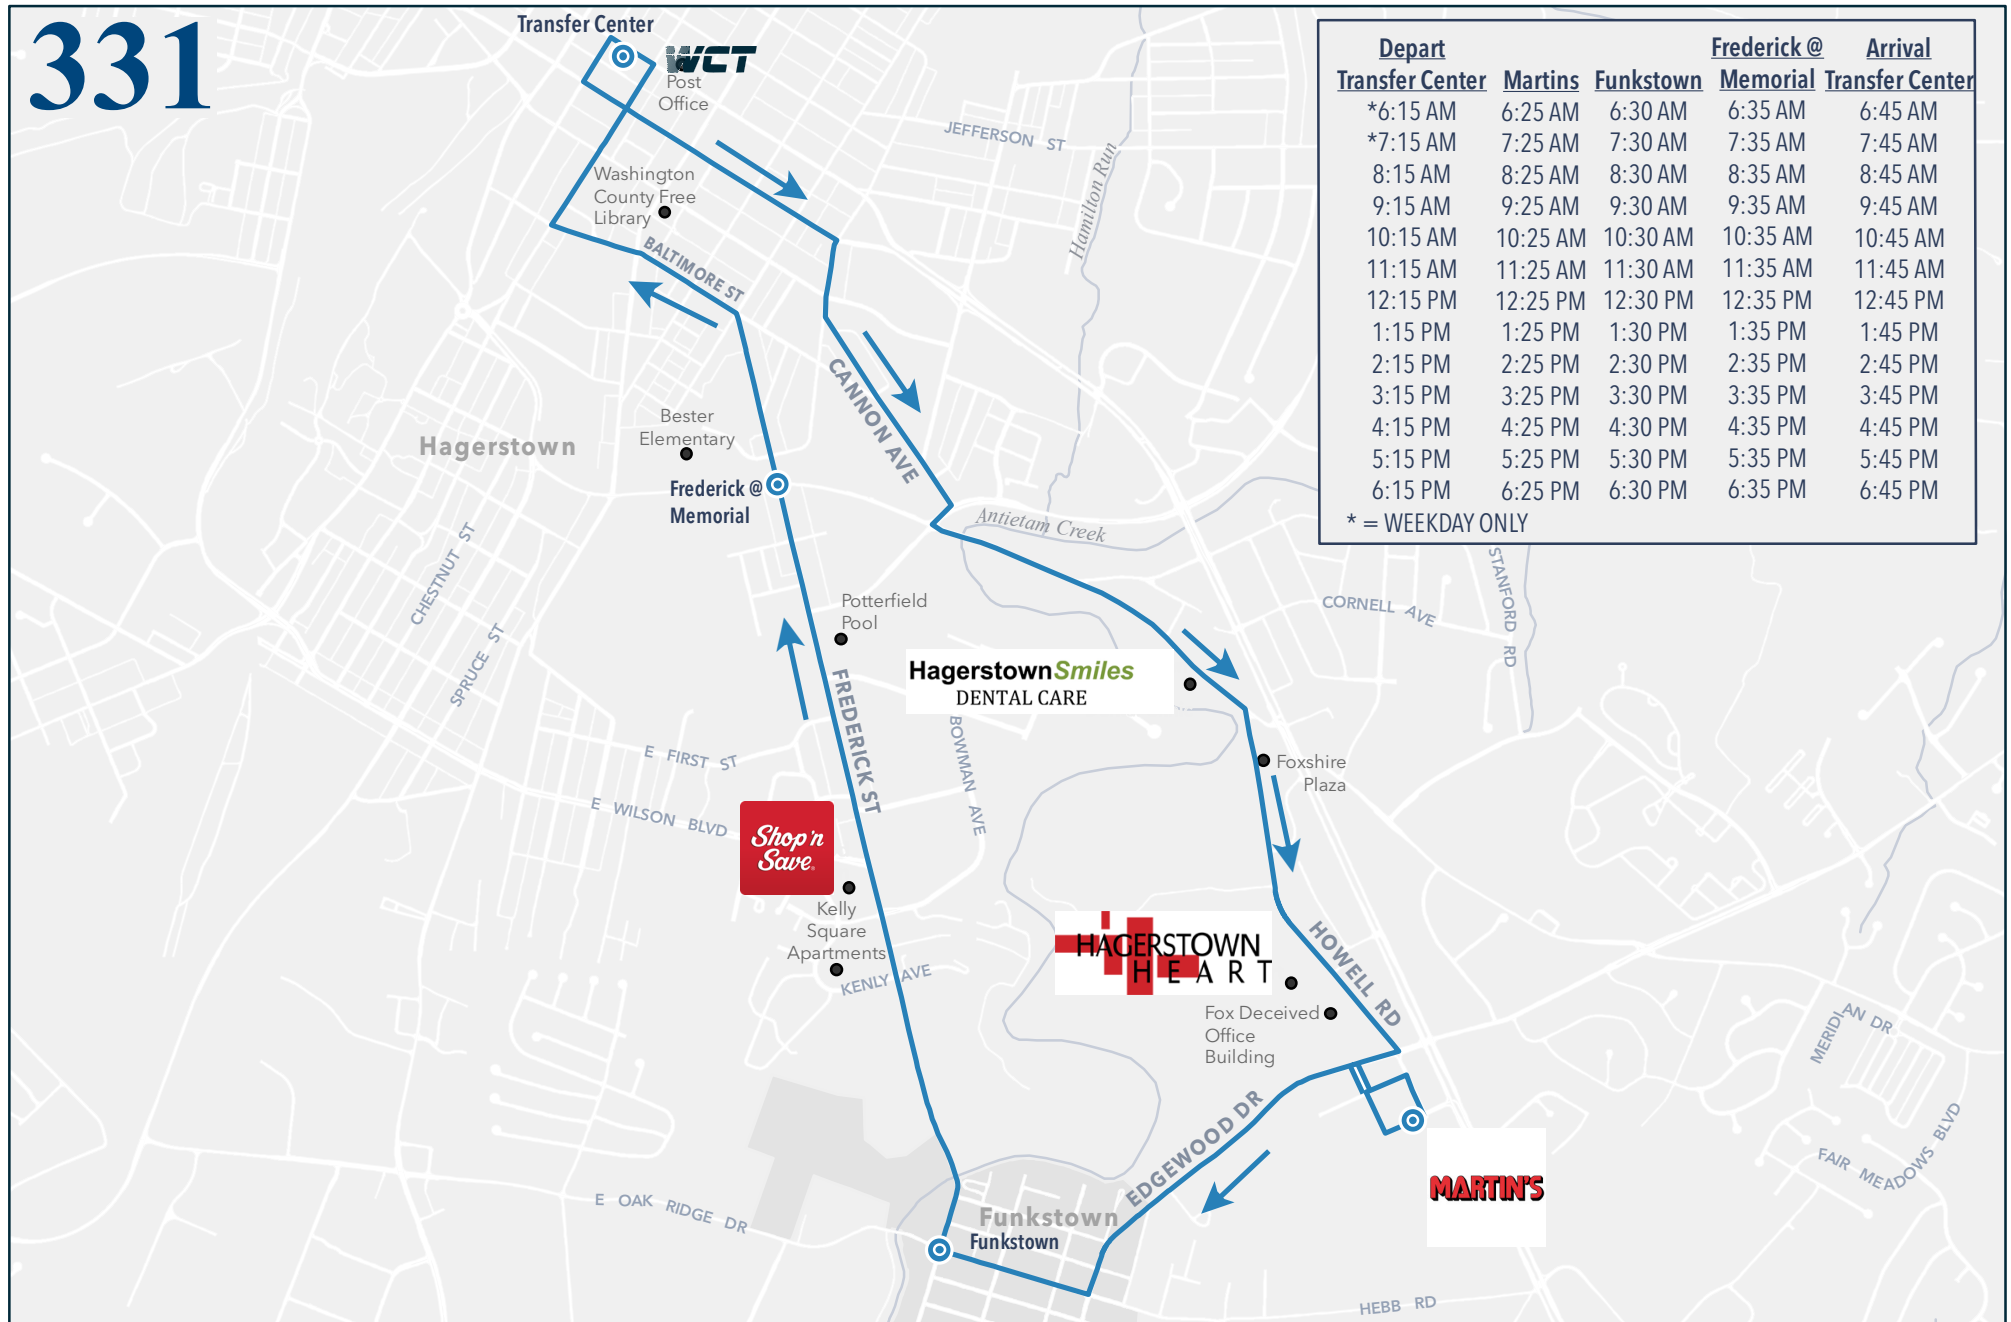 331
Transfer Center
WCT
Post
Office
Depart
Transfer Center Martins Funkstown Frederick @ Memorial Arrival Transfer Center
*6:15 AM 6:25 AM 6:30 AM 6:35 AM 6:45 AM
*7:15 AM 7:25 AM 7:30 AM 7:35 AM 7:45 AM
8:15 AM 8:25 AM 8:30 AM 8:35 AM 8:45 AM
9:15 AM 9:25 AM 9:30 AM 9:35 AM 9:45 AM
10:15 AM 10:25 AM 10:30 AM 10:35 AM 10:45 AM
11:15 AM 11:25 AM 11:30 AM 11:35 AM 11:45 AM
12:15 PM 12:25 PM 12:30 PM 12:35 PM 12:45 PM
1:15 PM 1:25 PM 1:30 PM 1:35 PM 1:45 PM
2:15 PM 2:25 PM 2:30 PM 2:35 PM 2:45 PM
3:15 PM 3:25 PM 3:30 PM 3:35 PM 3:45 PM
4:15 PM 4:25 PM 4:30 PM 4:35 PM 4:45 PM
5:15 PM 5:25 PM 5:30 PM 5:35 PM 5:45 PM
6:15 PM 6:25 PM 6:30 PM 6:35 PM 6:45 PM
* = WEEKDAY ONLY
JEFFERSON ST
Hamilton Run
Washington
County Free
Library
BALTIMORE ST
CANNON AVE
Bester
Elementary
Hagerstown
Frederick @
Memorial
Antietam Creek
CHESTNUT ST
SPRUCE ST
STANFORD RD
CORNELL AVE
Potterfield
Pool
HagerstownSmiles
DENTAL CARE
FREDERICK ST
BOWMAN AVE
E FIRST ST
E WILSON BLVD
Foxshire
Plaza
Shop'n
Save
Kelly
Square
Apartments
KENLY AVE
HAGERSTOWN
HEART
HOWELL RD
Fox Deceived
Office
Building
MERIDIAN DR
EDGEWOOD DR
FAIR MEADOWS BLVD
MARTIN'S
E OAK RIDGE DR
Funkstown
Funkstown
HEBB RD